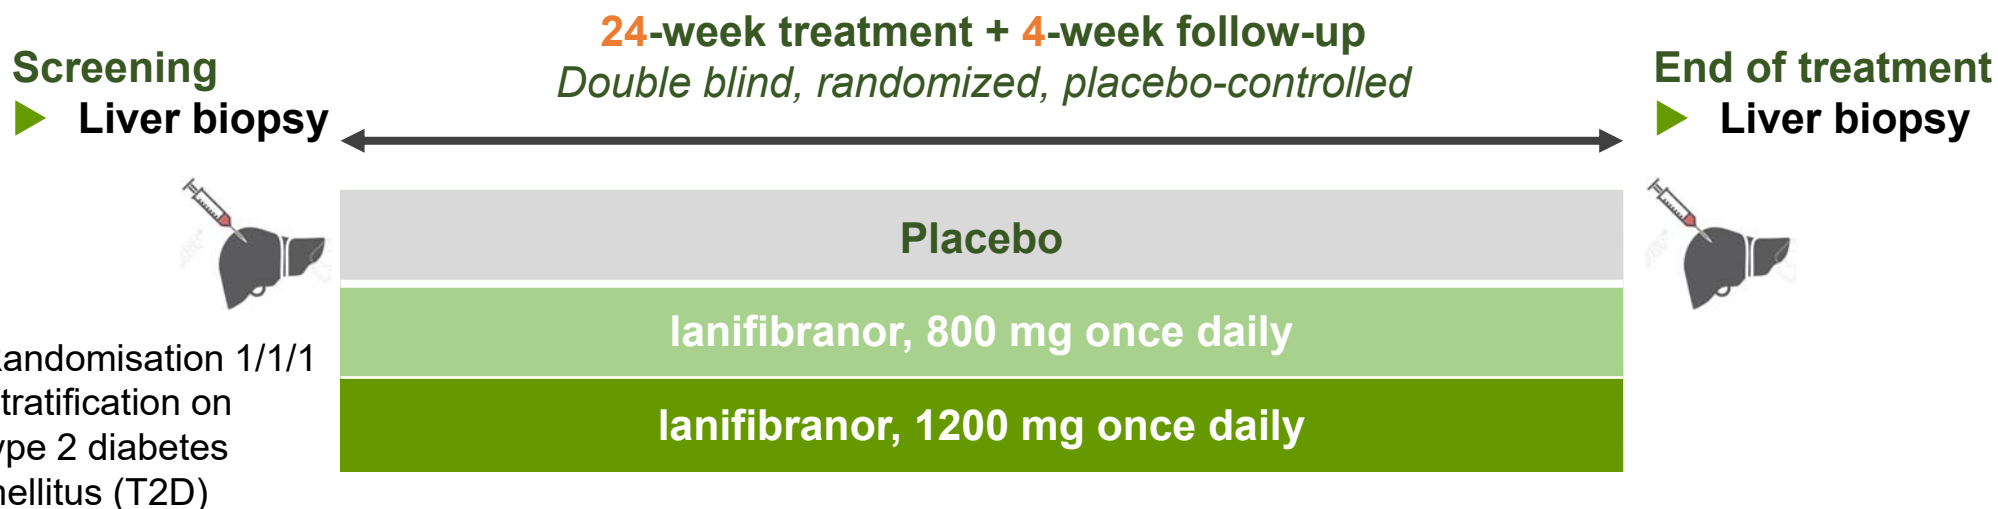 24-week treatment + 4-week follow-up
Double blind, randomized, placebo-controlled
Screening
Liver biopsy
End of treatment
Liver biopsy
Placebo
lanifibranor, 800 mg once daily
lanifibranor, 1200 mg once daily
andomisation 1/1/1
tratification on
ype 2 diabetes
ellitus (T2D)